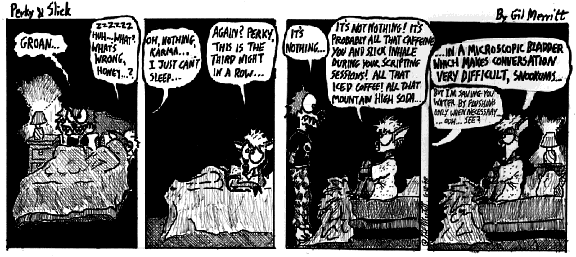 Perky & Slick
By Gil Merritt
GROAN...
ZZZZZZZ
HUH--WHAT?
WHAT'S
WRONG,
HONEY...?
OH, NOTHING,
KARMA...
I JUST CAN'T
SLEEP...
AGAIN? PERKY,
THIS IS THE
THIRD NIGHT
IN A ROW...
IT'S
NOTHING...
IT'S NOT NOTHING! IT'S
PROBABLY ALL THAT CAFFEINE
YOU AND SLICK INHALE
DURING YOUR SCRIPTING
SESSIONS! ALL THAT
ICED COFFEE! ALL THAT
MOUNTAIN HIGH SODA...
...IN A MICROSCOPIC BLADDER
WHICH MAKES CONVERSATION
VERY DIFFICULT, SNOOKUMS...
BUT I'M SAVING YOU
WATER BY FLUSHING
ONLY WHEN NECESSARY...
...OOH... SEE?